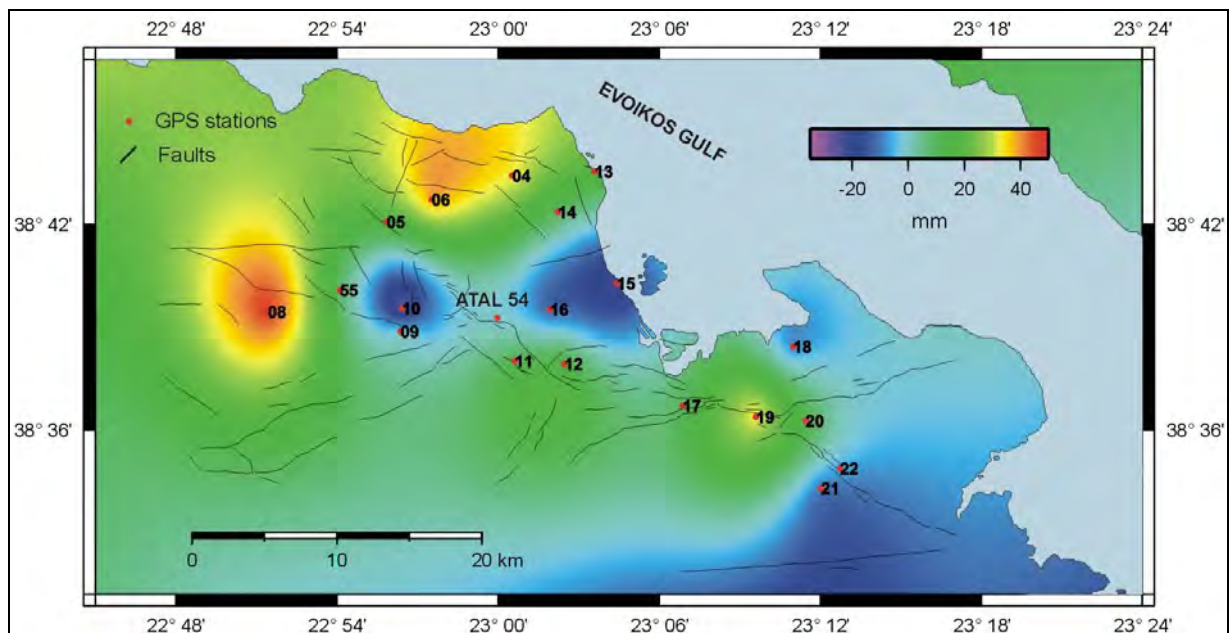 22° 48' 22° 54' 23° 00' 23° 06' 23° 12' 23° 18' 23° 24'
GPS stations
Faults
EVOIKOS GULF
-20 0 20 40
mm
04
13
06
14
05
38° 42' 38° 42'
55
15
08
10
ATAL 54
16
09
18
11
12
17
19
20
38° 36' 38° 36'
22
21
0 10 20 km
22° 48' 22° 54' 23° 00' 23° 06' 23° 12' 23° 18' 23° 24'